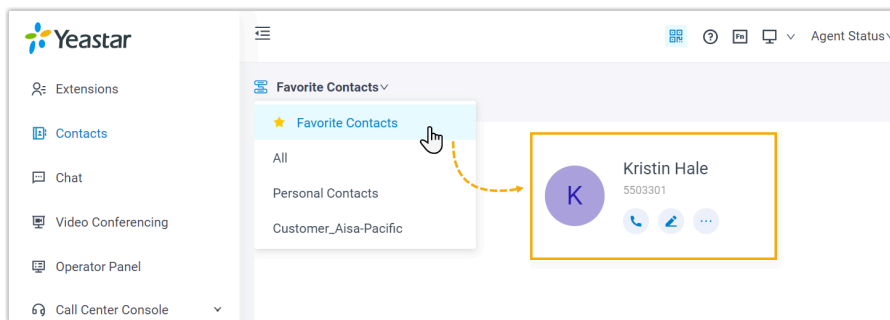 Yeastar
Agent Status
Extensions
Favorite Contacts
Favorite Contacts
Contacts
All
Kristin Hale
5503301
K
Chat
Personal Contacts
Video Conferencing
Customer_Aisa-Pacific
Operator Panel
Call Center Console
Fn